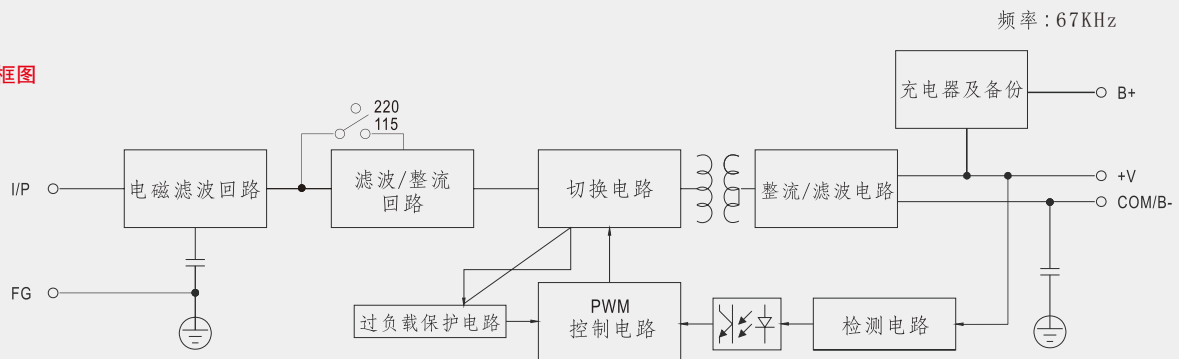 频率:67KHz
框图
充电器及备份
B+
220
115
I/P
电磁滤波回路
滤波/整流
回路
切换电路
整流/滤波电路
+V
COM/B-
FG
过负载保护电路
PWM
控制电路
检测电路